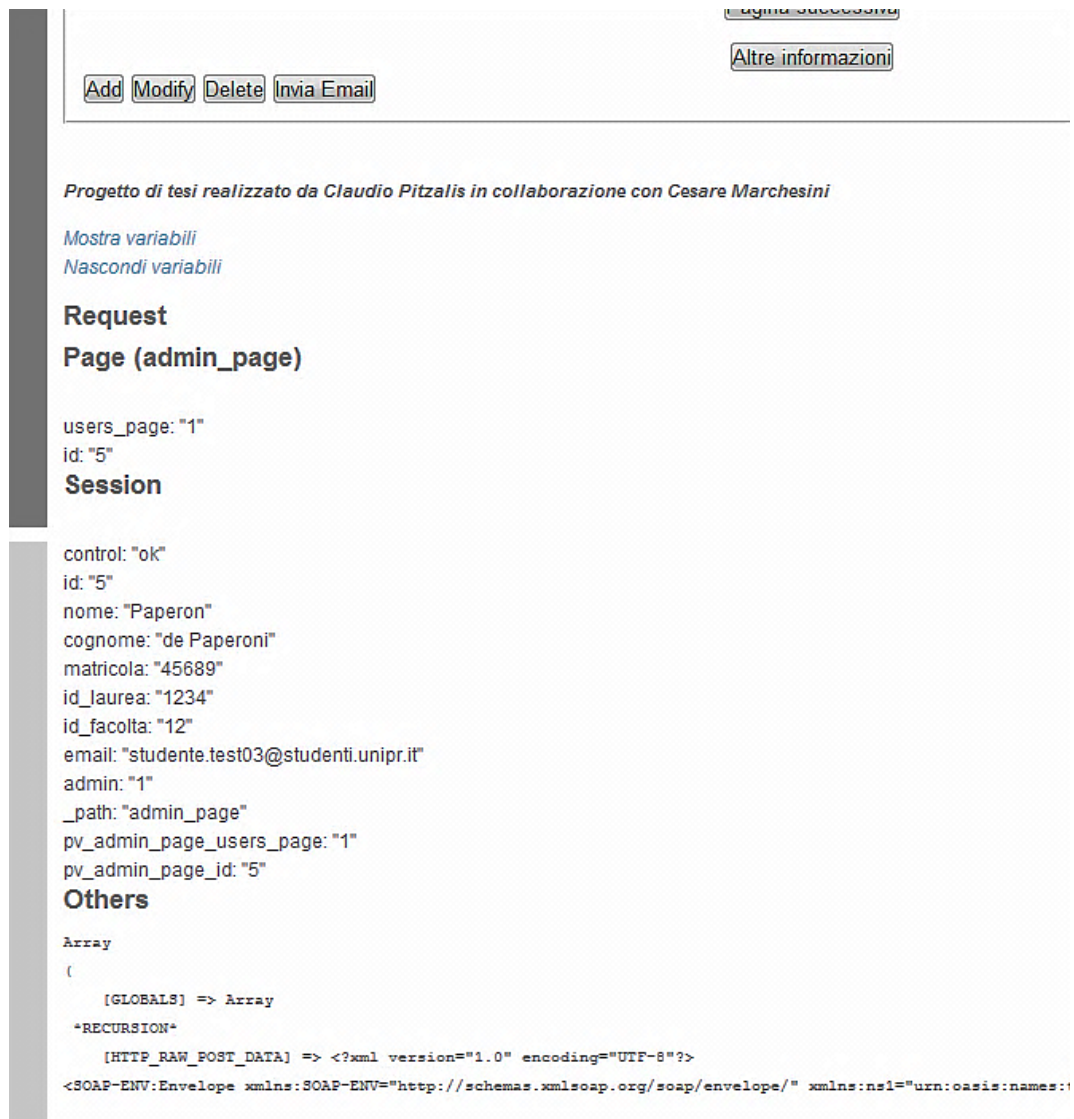 Pagina successiva
Altre informazioni
Add Modify Delete Invia Email
Progetto di tesi realizzato da Claudio Pitzalis in collaborazione con Cesare Marchesini
Mostra variabili
Nascondi variabili
Request
Page (admin_page)
users_page: "1"
id: "5"
Session
control: "ok"
id: "5"
nome: "Paperon"
cognome: "de Paperoni"
matricola: "45689"
id_laurea: "1234"
id_facolta: "12"
email: "studente.test03@studenti.unipr.it"
admin: "1"
_path: "admin_page"
pv_admin_page_users_page: "1"
pv_admin_page_id: "5"
Others
Array
(
[GLOBALS] => Array
*RECURSION*
[HTTP_RAW_POST_DATA] => <?xml version="1.0" encoding="UTF-8"?>
<SOAP-ENV:Envelope xmlns:SOAP-ENV="http://schemas.xmlsoap.org/soap/envelope/" xmlns:ns1="urn:oasis:names:t